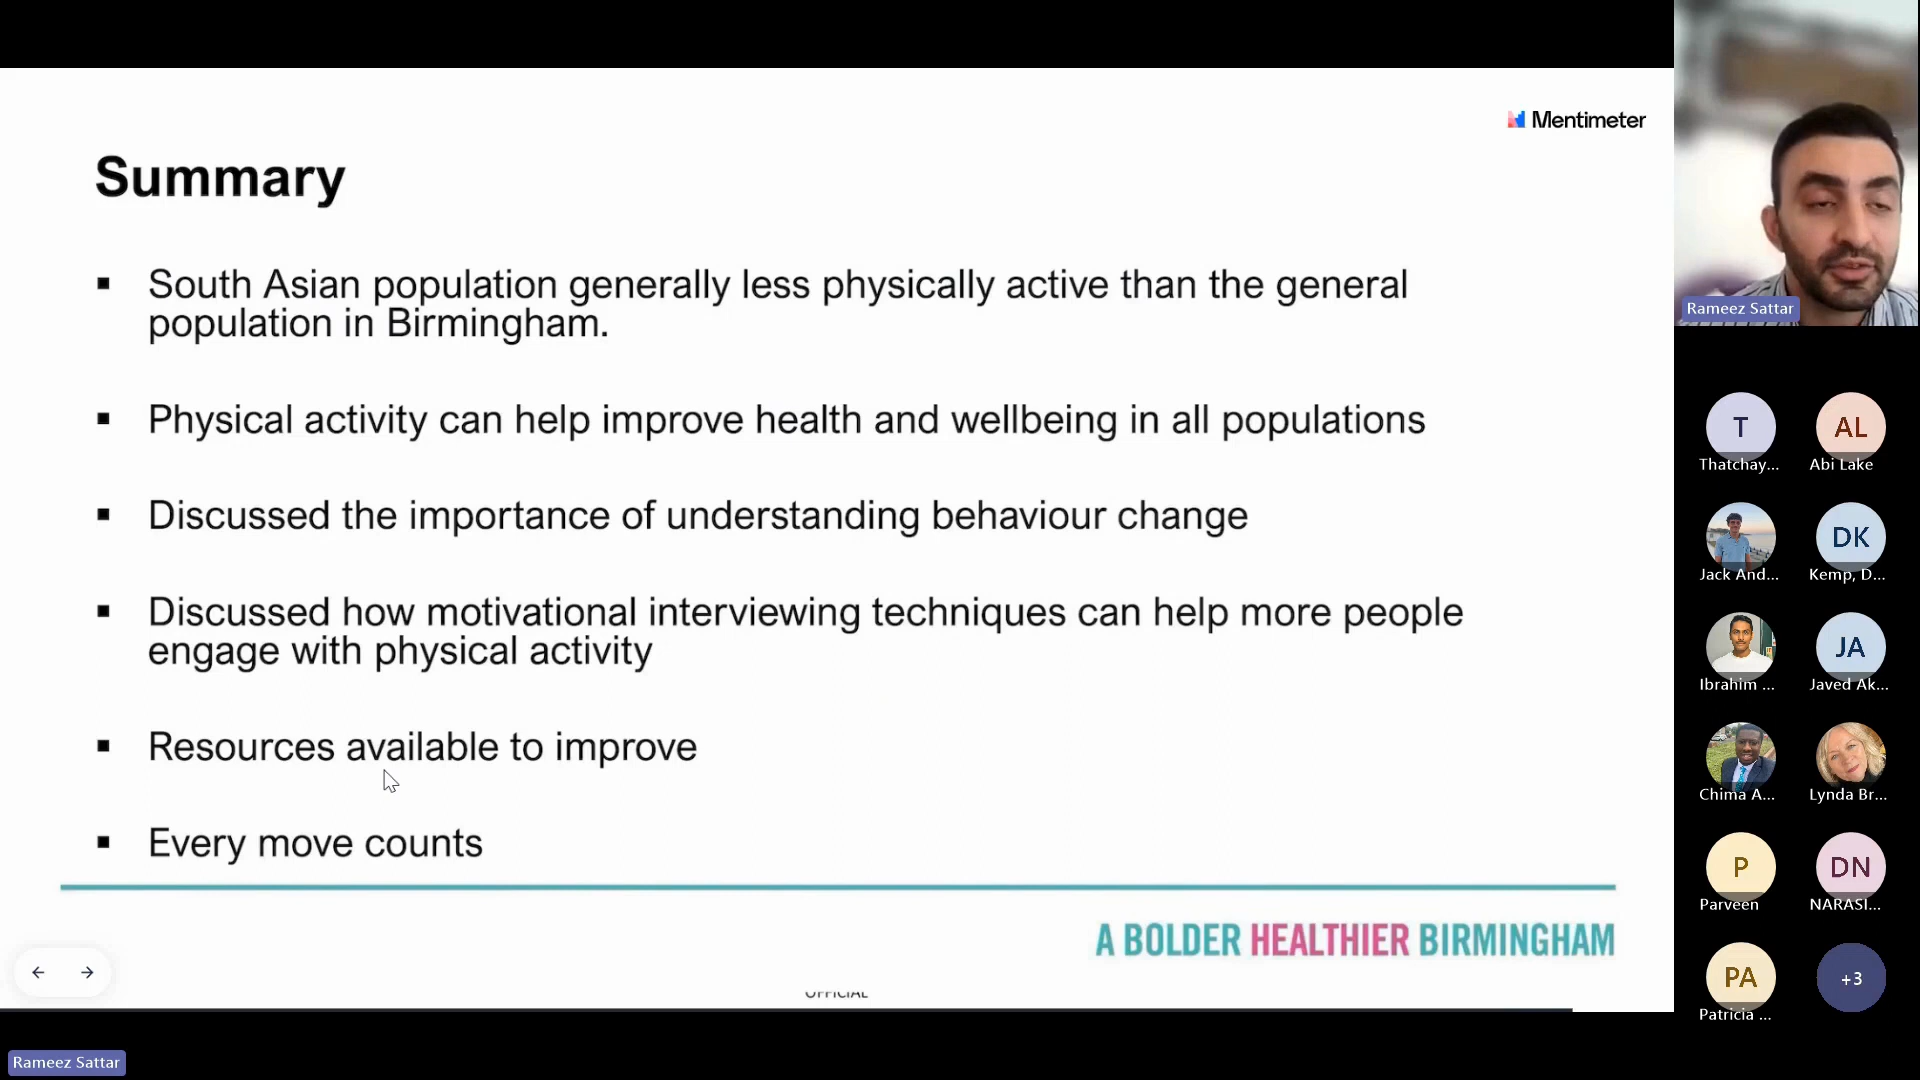 Mentimeter
Summary
▪ South Asian population generally less physically active than the general
population in Birmingham.
▪ Physical activity can help improve health and wellbeing in all populations
▪ Discussed the importance of understanding behaviour change
▪ Discussed how motivational interviewing techniques can help more people
engage with physical activity
▪ Resources available to improve
▪ Every move counts
A BOLDER HEALTHIER BIRMINGHAM
OFFICIAL
Rameez Sattar
Rameez Sattar
T
Thatchay...
AL
Abi Lake
Jack And...
DK
Kemp, D...
Ibrahim ...
JA
Javed Ak...
Chima A...
Lynda Br...
P
Parveen
DN
NARASI...
PA
Patricia ...
+3